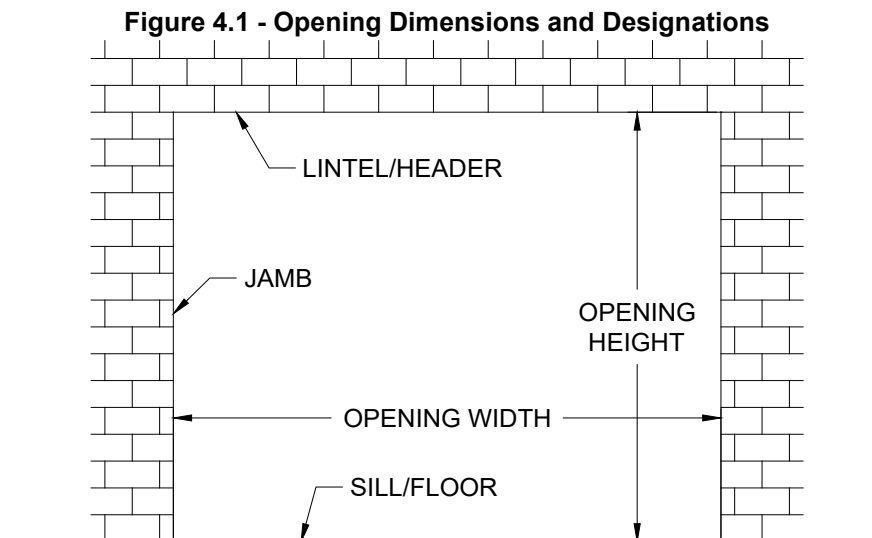 Figure 4.1 - Opening Dimensions and Designations
LINTEL/HEADER
JAMB
OPENING
HEIGHT
OPENING WIDTH
SILL/FLOOR